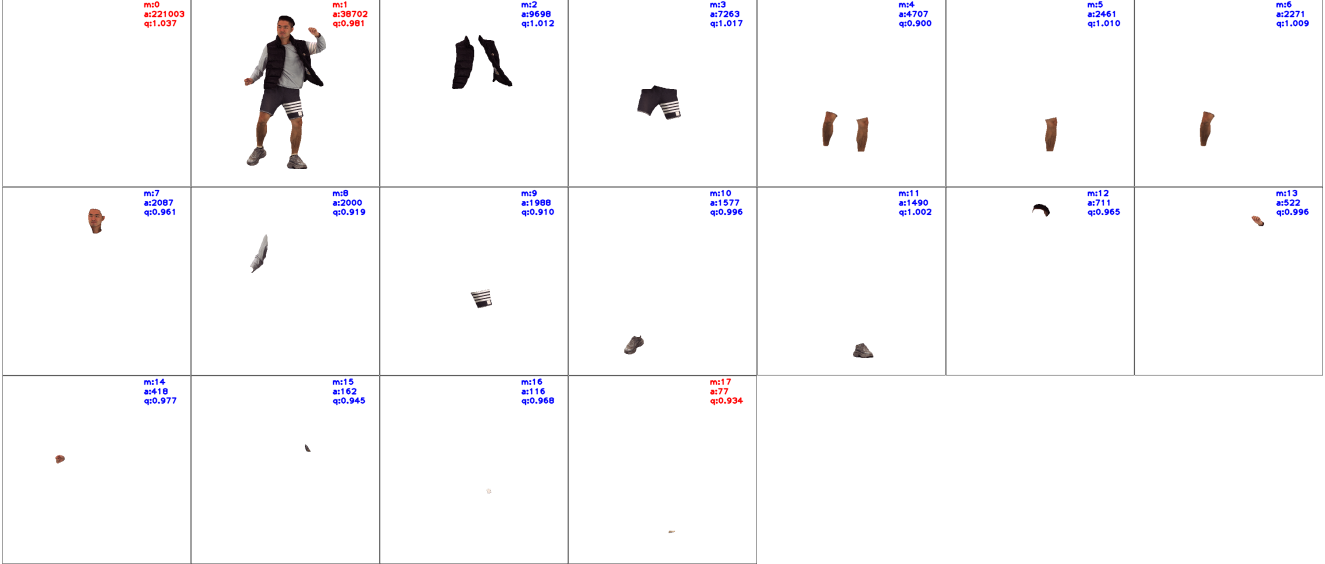 m:0
a:221003
q:1.037
m:1
a:38702
q:0.981
m:2
a:9698
q:1.012
m:3
a:7263
q:1.017
m:4
a:4707
q:0.900
m:5
a:2461
q:1.010
m:6
a:2271
q:1.009
m:7
a:2087
q:0.961
m:8
a:2000
q:0.919
m:9
a:1988
q:0.910
m:10
a:1577
q:0.996
m:11
a:1490
q:1.002
m:12
a:711
q:0.965
m:13
a:522
q:0.996
m:14
a:418
q:0.977
m:15
a:162
q:0.945
m:16
a:116
q:0.968
m:17
a:77
q:0.934